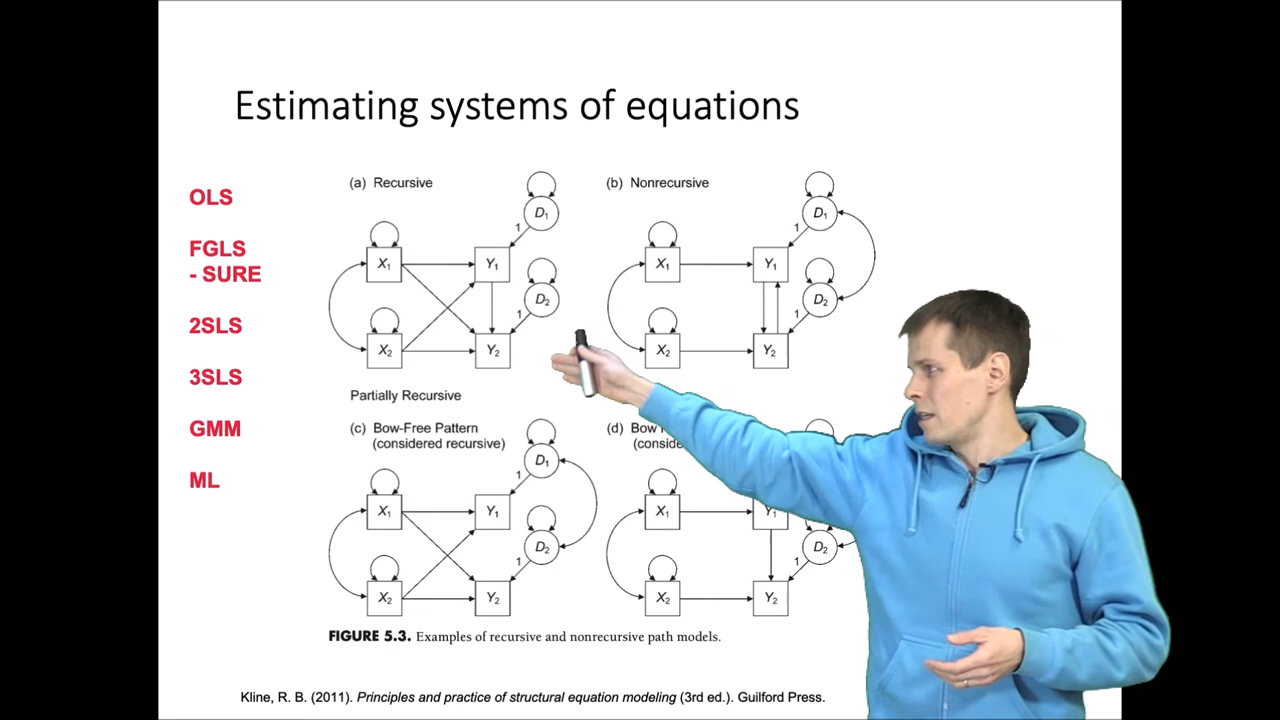 Estimating systems of equations
OLS
FGLS
- SURE
2SLS
3SLS
GMM
ML
(a) Recursive
D1
1
X1
Y1
D2
1
X2
Y2
(b) Nonrecursive
D1
1
X1
Y1
D2
1
X2
Y2
Partially Recursive
(c) Bow-Free Pattern
(considered recursive)
D1
1
X1
Y1
D2
1
X2
Y2
(d) Bow
X1
Y1
D2
1
X2
Y2
FIGURE 5.3. Examples of recursive and nonrecursive path models.
Kline, R. B. (2011). Principles and practice of structural equation modeling (3rd ed.). Guilford Press.